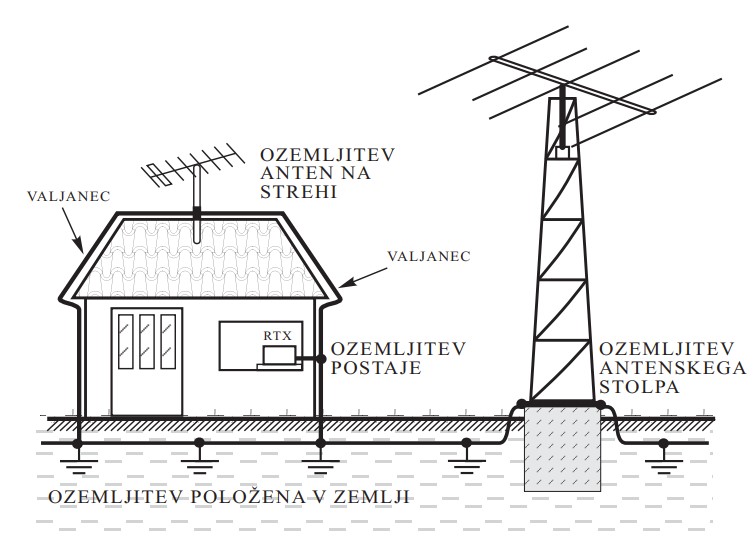 OZEMLJITEV
ANTEN NA
STREHI
VALJANEC
VALJANEC
RTX
OZEMLJITEV
POSTAJE
OZEMLJITEV
ANTENSKEGA
STOLPA
OZEMLJITEV POLOŽENA V ZEMLJI